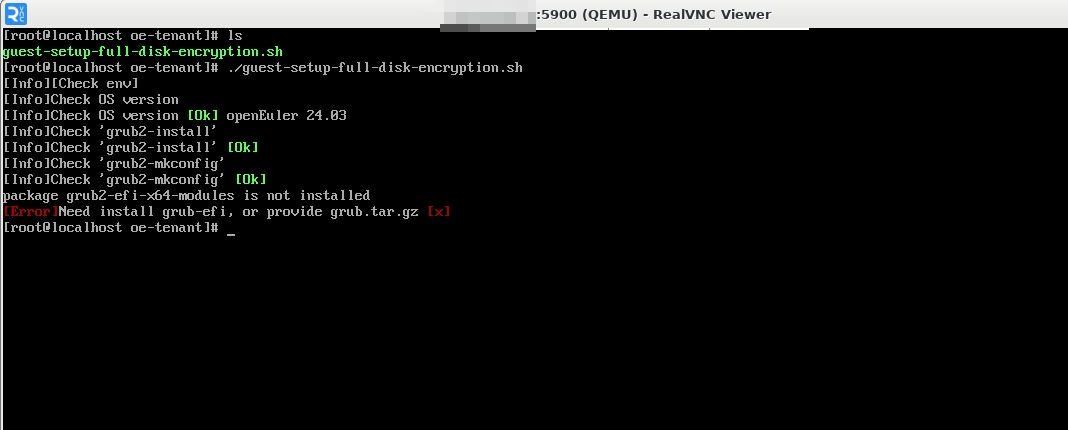 :5900 (QEMU) - RealVNC Viewer
[root@localhost oe-tenant]# ls
guest-setup-full-disk-encryption.sh
[root@localhost oe-tenant]# ./guest-setup-full-disk-encryption.sh
[Info][Check env]
[Info]Check OS version
[Info]Check OS version [Ok] openEuler 24.03
[Info]Check 'grub2-install'
[Info]Check 'grub2-install' [Ok]
[Info]Check 'grub2-mkconfig'
[Info]Check 'grub2-mkconfig' [Ok]
package grub2-efi-x64-modules is not installed
[Error]Need install grub-efi, or provide grub.tar.gz [x]
[root@localhost oe-tenant]# _